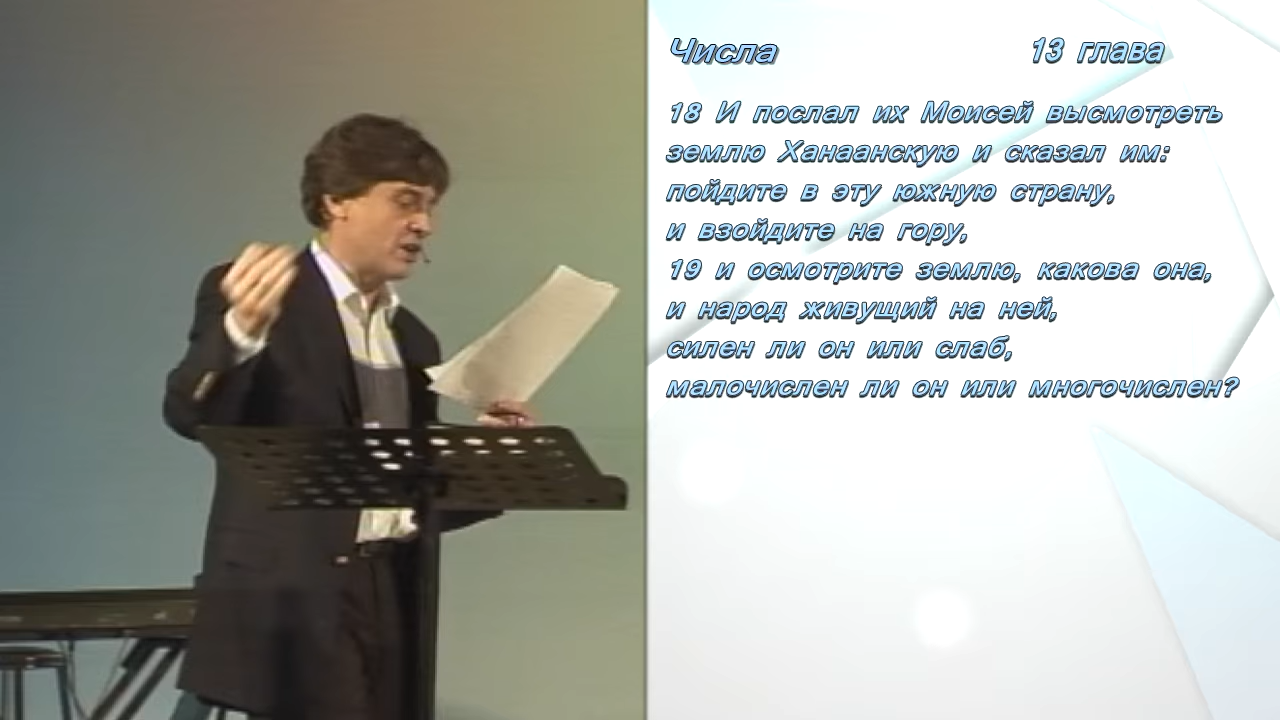 Числа 13 глава
18 И послал их Моисей высмотреть
землю Ханаанскую и сказал им:
пойдите в эту южную страну,
и взойдите на гору,
19 и осмотрите землю, какова она,
и народ живущий на ней,
силен ли он или слаб,
малочислен ли он или многочислен?